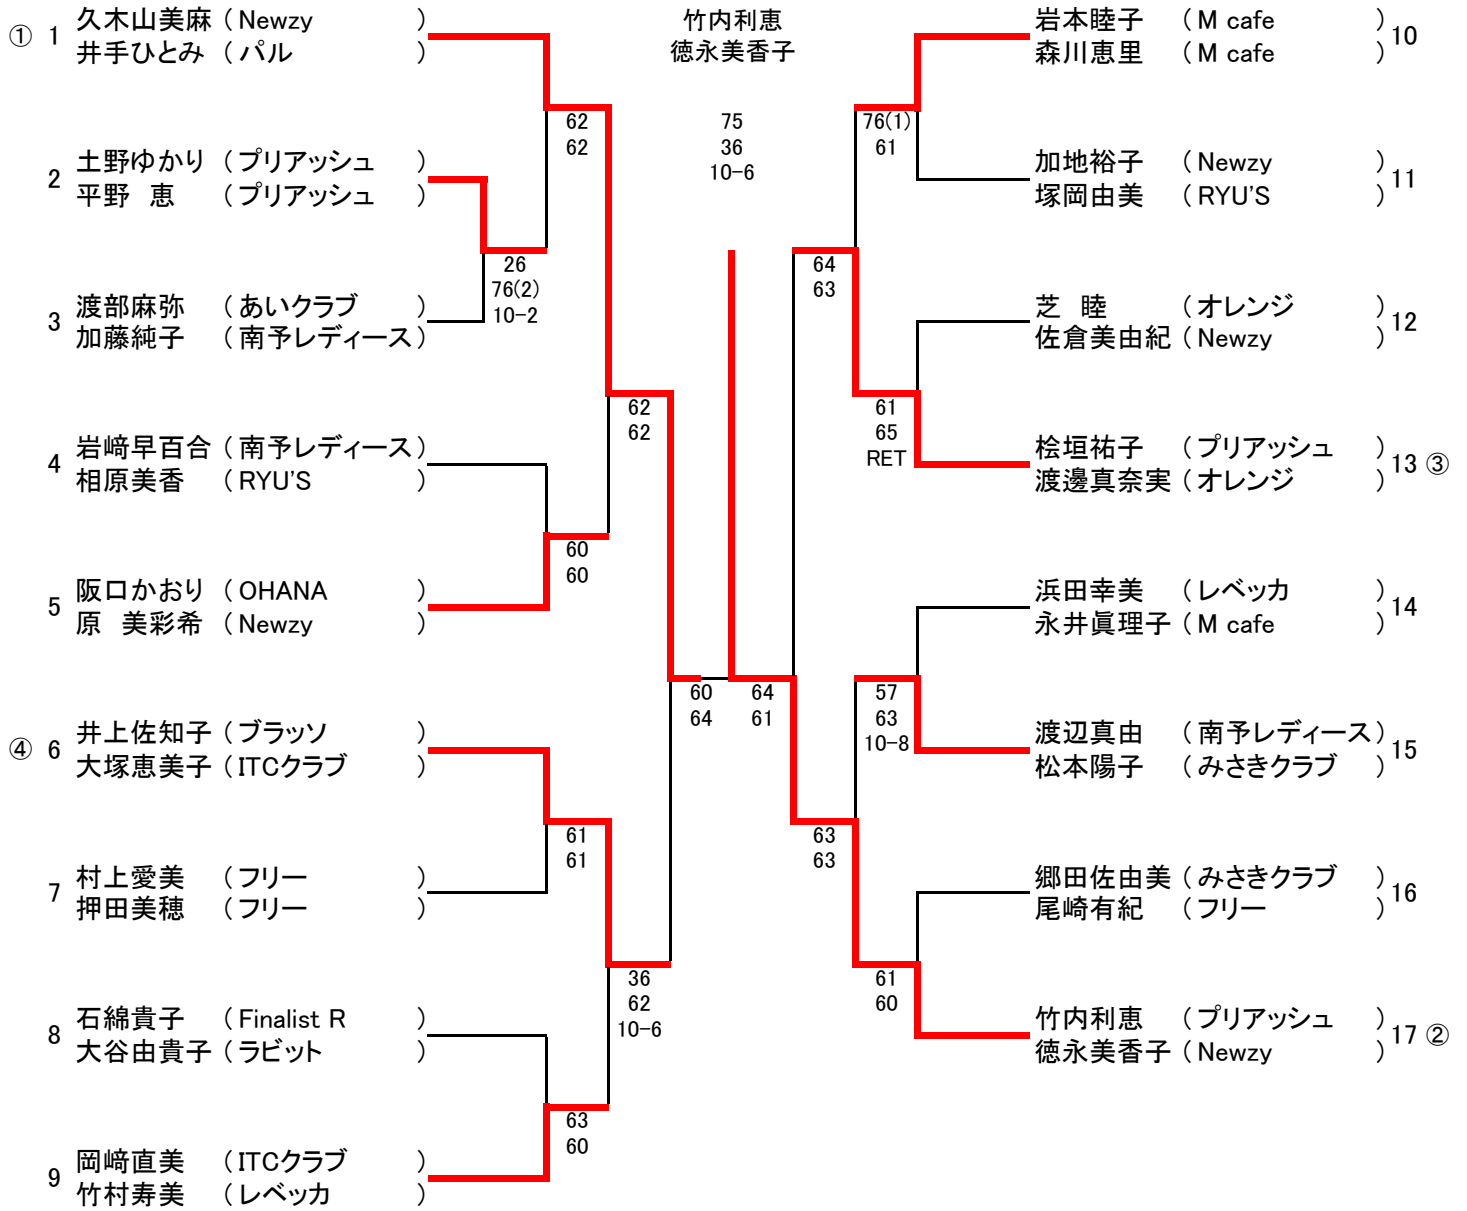 ① 1 久木山美麻 ( Newzy )
井手ひとみ ( パル )
2 土野ゆかり ( プリアッシュ )
平野 恵 ( プリアッシュ )
3 渡部麻弥 ( あいクラブ )
加藤純子 ( 南予レディース )
4 岩﨑早百合 ( 南予レディース )
相原美香 ( RYU'S )
5 阪口かおり ( OHANA )
原 美彩希 ( Newzy )
④ 6 井上佐知子 ( ブラッソ )
大塚恵美子 ( ITCクラブ )
7 村上愛美 ( フリー )
押田美穂 ( フリー )
8 石綿貴子 ( Finalist R )
大谷由貴子 ( ラビット )
9 岡﨑直美 ( ITCクラブ )
竹村寿美 ( レベッカ )
26
76(2)
10-2
62
62
60
60
61
61
63
60
62
62
36
62
10-6
60
64
竹内利恵
徳永美香子
75
36
10-6
64
61
64
63
63
63
76(1)
61
61
65
RET
57
63
10-8
61
60
岩本睦子 ( M cafe ) 10
森川恵里 ( M cafe )
加地裕子 ( Newzy ) 11
塚岡由美 ( RYU'S )
芝 睦 ( オレンジ ) 12
佐倉美由紀 ( Newzy )
桧垣祐子 ( プリアッシュ ) 13 ③
渡邊真奈実 ( オレンジ )
浜田幸美 ( レベッカ ) 14
永井眞理子 ( M cafe )
渡辺真由 ( 南予レディース ) 15
松本陽子 ( みさきクラブ )
郷田佐由美 ( みさきクラブ ) 16
尾崎有紀 ( フリー )
竹内利恵 ( プリアッシュ ) 17 ②
徳永美香子 ( Newzy )